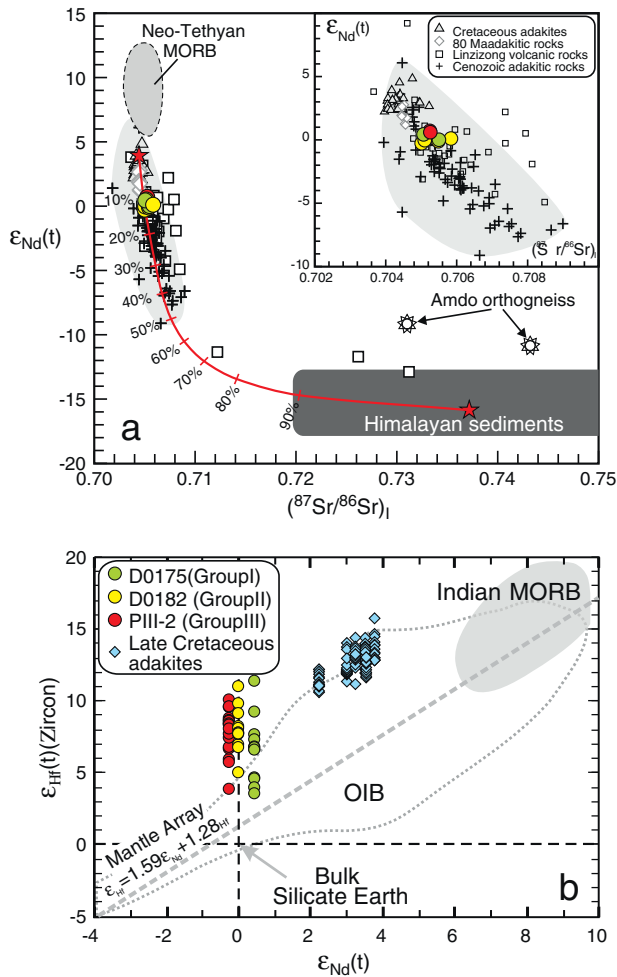 Neo-Tethyan
MORB
εNd(t)
Cretaceous adakites
80 Maadakitic rocks
Linzizong volcanic rocks
Cenozoic adakitic rocks
10
5
0
-5
-10
0.702
0.704
0.706
0.708
(87S r/86Sr)I
15
10
5
0
-5
-10
-15
-20
εNd(t)
10%
20%
30%
40%
50%
60%
70%
80%
90%
Amdo orthogneiss
Himalayan sediments
a
0.70
0.71
0.72
0.73
0.74
0.75
(87Sr/86Sr)I
D0175(GroupI)
D0182 (GroupII)
PIII-2 (GroupIII)
Late Cretaceous
adakites
Indian MORB
OIB
Mantle Array
εHf=1.59εNd+1.28Hf
Bulk
Silicate Earth
b
20
15
10
5
0
-5
εHf(t)(Zircon)
-4
-2
0
2
4
6
8
10
εNd(t)